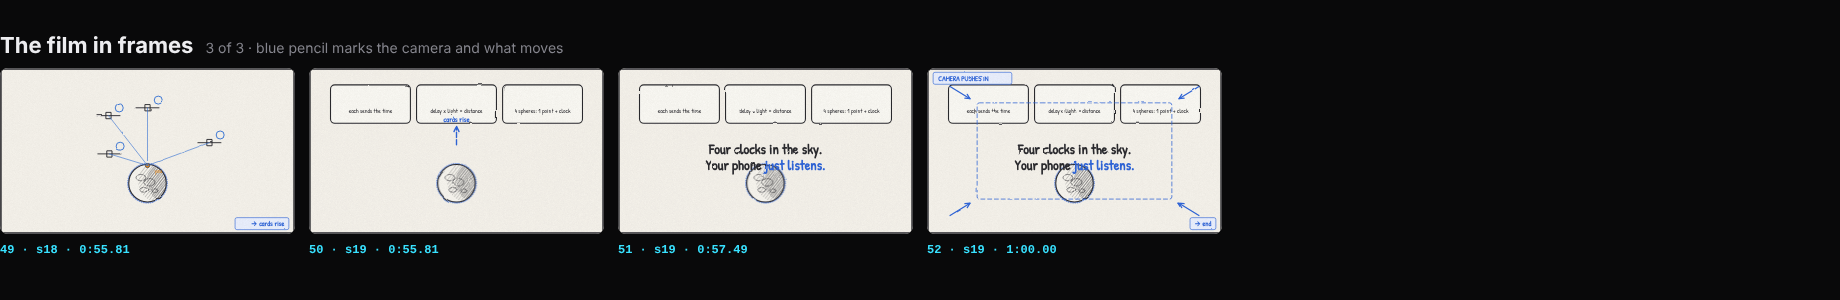 The film in frames 3 of 3 · blue pencil marks the camera and what moves
→ cards rise
49 · s18 · 0:55.81
each sends the time
delay x light = distance
4 spheres: 1 point + clock
cards rise
50 · s19 · 0:55.81
each sends the time
delay x light = distance
4 spheres: 1 point + clock
Four clocks in the sky.
Your phone just listens.
51 · s19 · 0:57.49
CAMERA PUSHES IN
each sends the time
delay x light = distance
4 spheres: 1 point + clock
Four clocks in the sky.
Your phone just listens.
→ end
52 · s19 · 1:00.00